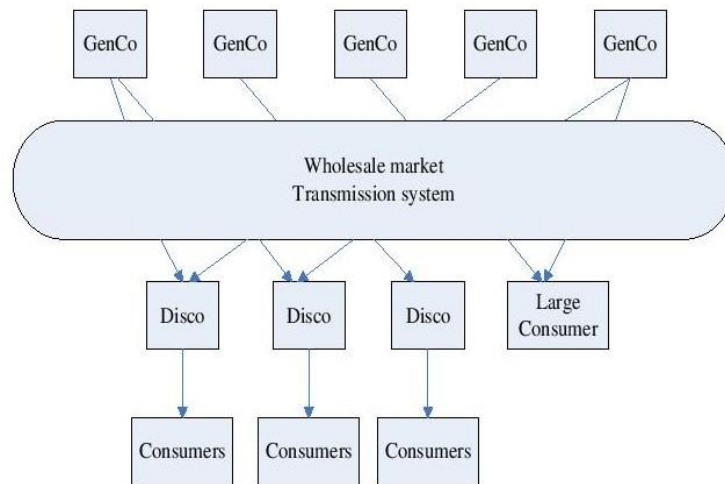 GenCo
GenCo
GenCo
GenCo
GenCo
Wholesale market
Transmission system
Disco
Disco
Disco
Large
Consumer
Consumers
Consumers
Consumers